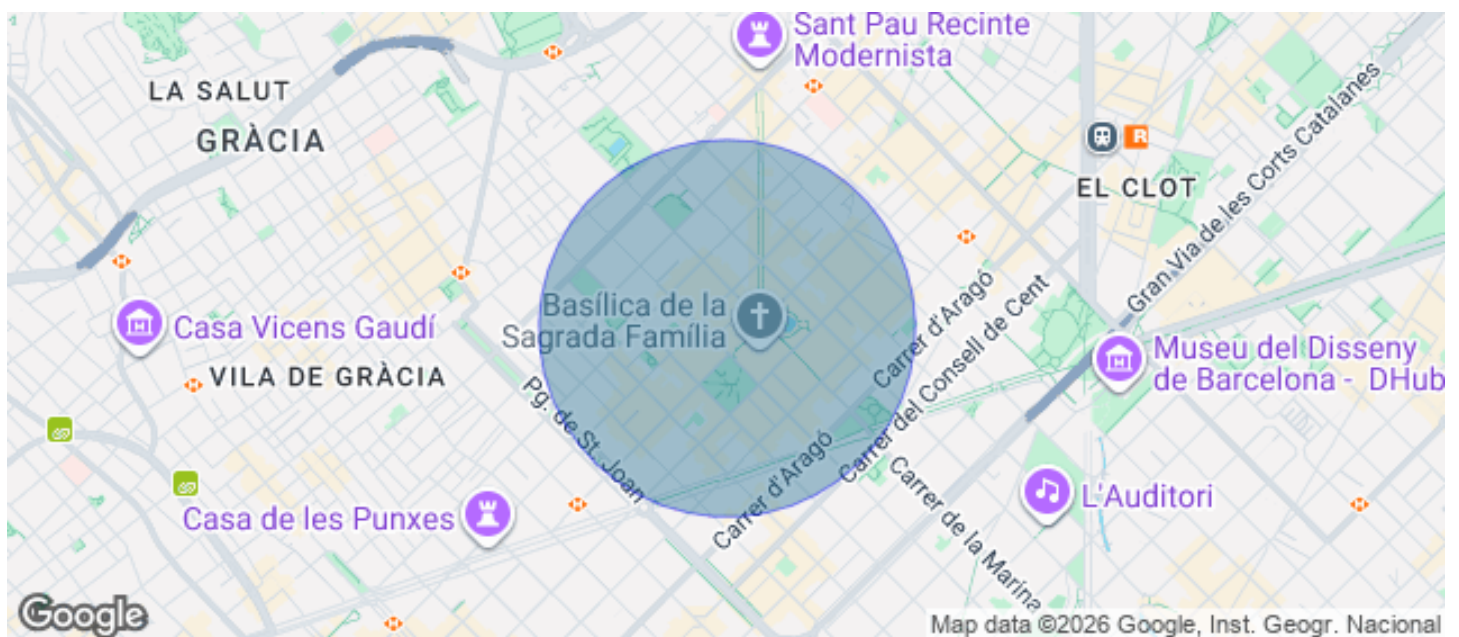 Sant Pau Recinte
Modernista
LA SALUT
GRÀCIA
R
EL CLOT
Gran Via de les Corts Catalanes
Basílica de la
Sagrada Família
Casa Vicens Gaudí
VILA DE GRÀCIA
Carrer d'Aragó
Carrer del Consell de Cent
Museu del Disseny
de Barcelona - DHub
Pg. de St. Joan
Carrer d'Aragó
Carrer de la Marina
L'Auditori
Casa de les Punxes
Google
Map data ©2026 Google, Inst. Geogr. Nacional